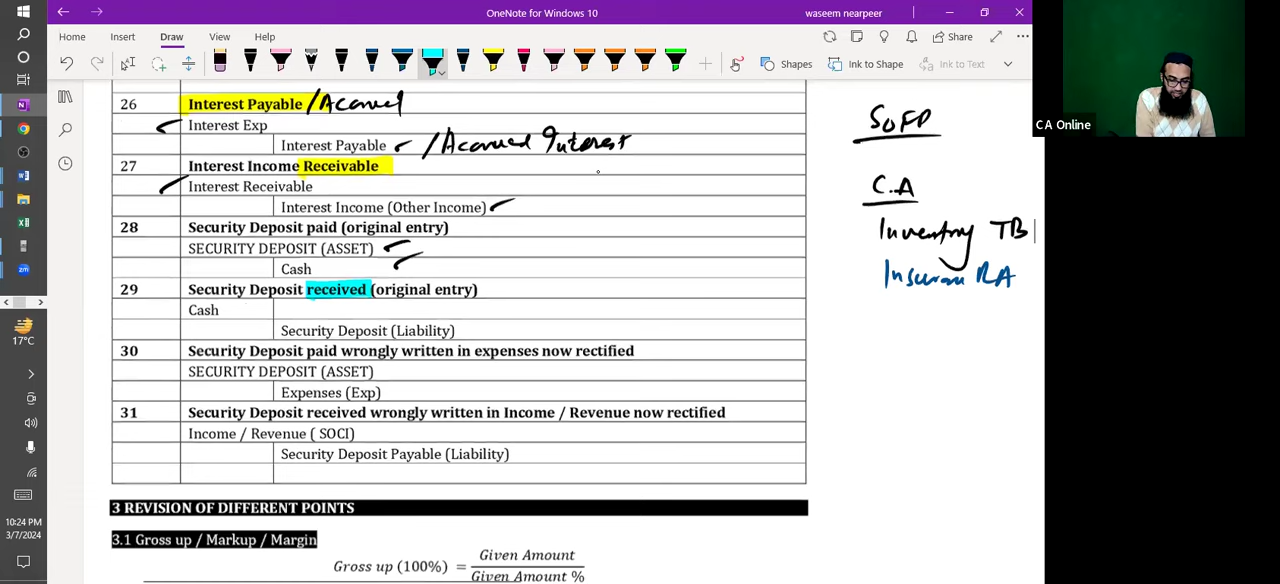 OneNote for Windows 10
waseem nearpeer
Home Insert Draw View Help
Share
Shapes Ink to Shape Ink to Text
26 Interest Payable /Accrued
Interest Exp
Interest Payable /Accrued Interest
27 Interest Income Receivable
Interest Receivable
Interest Income (Other Income)
28 Security Deposit paid (original entry)
SECURITY DEPOSIT (ASSET)
Cash
29 Security Deposit received (original entry)
Cash
Security Deposit (Liability)
30 Security Deposit paid wrongly written in expenses now rectified
SECURITY DEPOSIT (ASSET)
Expenses (Exp)
31 Security Deposit received wrongly written in Income / Revenue now rectified
Income / Revenue ( SOCI)
Security Deposit Payable (Liability)
3 REVISION OF DIFFERENT POINTS
3.1 Gross up / Markup / Margin
Gross up (100%) = Given Amount
Given Amount %
SOFP
C.A
Inventory TB
RA
C A Online
17°C
10:24 PM
3/7/2024